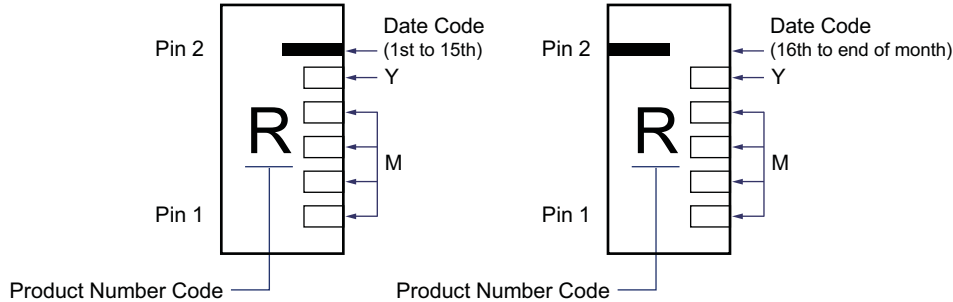 Date Code
(1st to 15th)
Pin 2
Y
R
M
Pin 1
Product Number Code
Date Code
(16th to end of month)
Pin 2
Y
R
M
Pin 1
Product Number Code